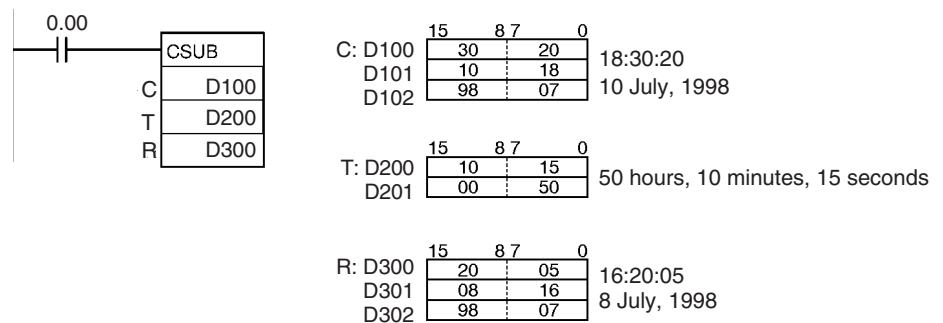 0.00
CSUB
C D100
T D200
R D300
15 8 7 0
C: D100 30 20 18:30:20
D101 10 18 10 July, 1998
D102 98 07
15 8 7 0
T: D200 10 15 50 hours, 10 minutes, 15 seconds
D201 00 50
15 8 7 0
R: D300 20 05 16:20:05
D301 08 16 8 July, 1998
D302 98 07